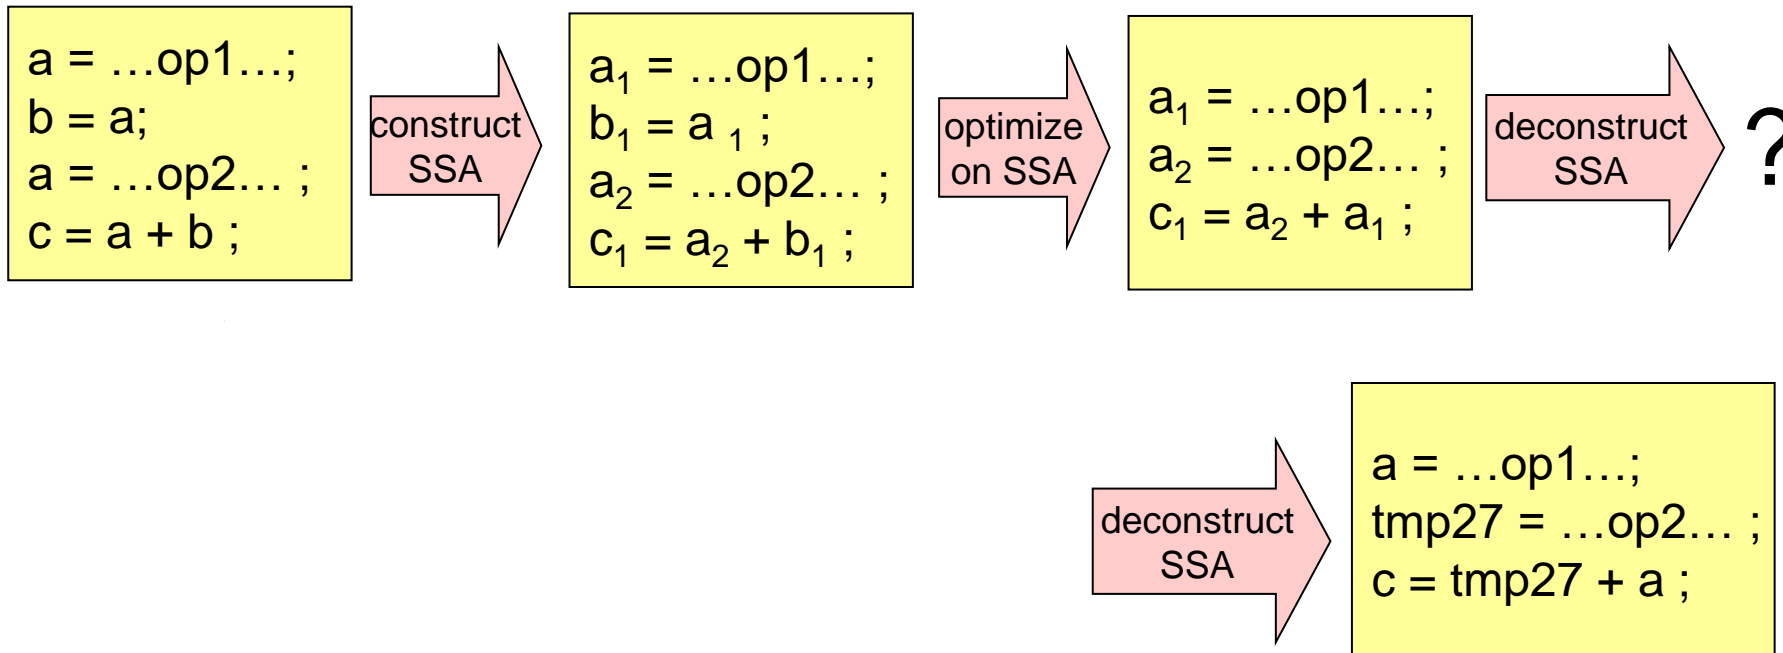 a = …op1…;
b = a;
a = …op2… ;
c = a + b ;
construct
SSA
a₁ = …op1…;
b₁ = a ₁ ;
a₂ = …op2… ;
c₁ = a₂ + b₁ ;
optimize
on SSA
a₁ = …op1…;
a₂ = …op2… ;
c₁ = a₂ + a₁ ;
deconstruct
SSA
?
deconstruct
SSA
a = …op1…;
tmp27 = …op2… ;
c = tmp27 + a ;